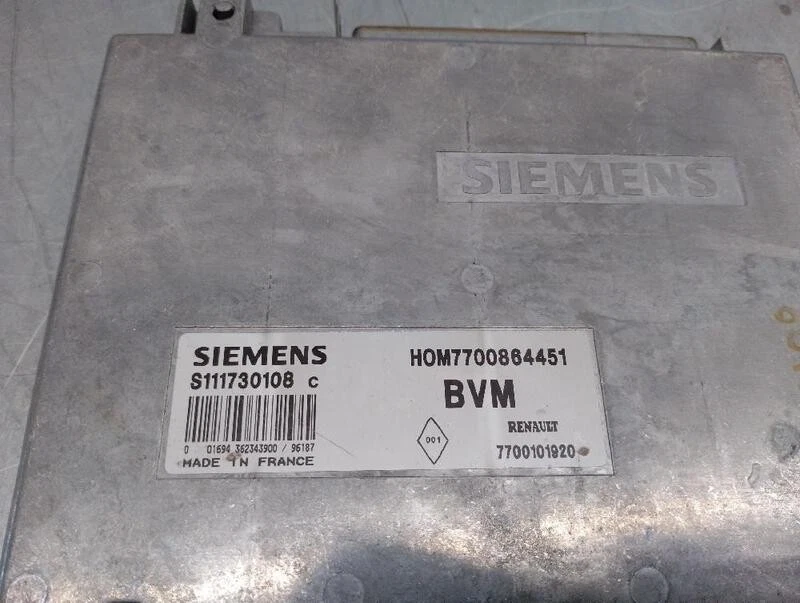 SIEMENS
SIEMENS
S111730108 C
0 01694 362343900 / 96187
MADE IN FRANCE
HOM7700864451
BVM
001
RENAULT
7700101920